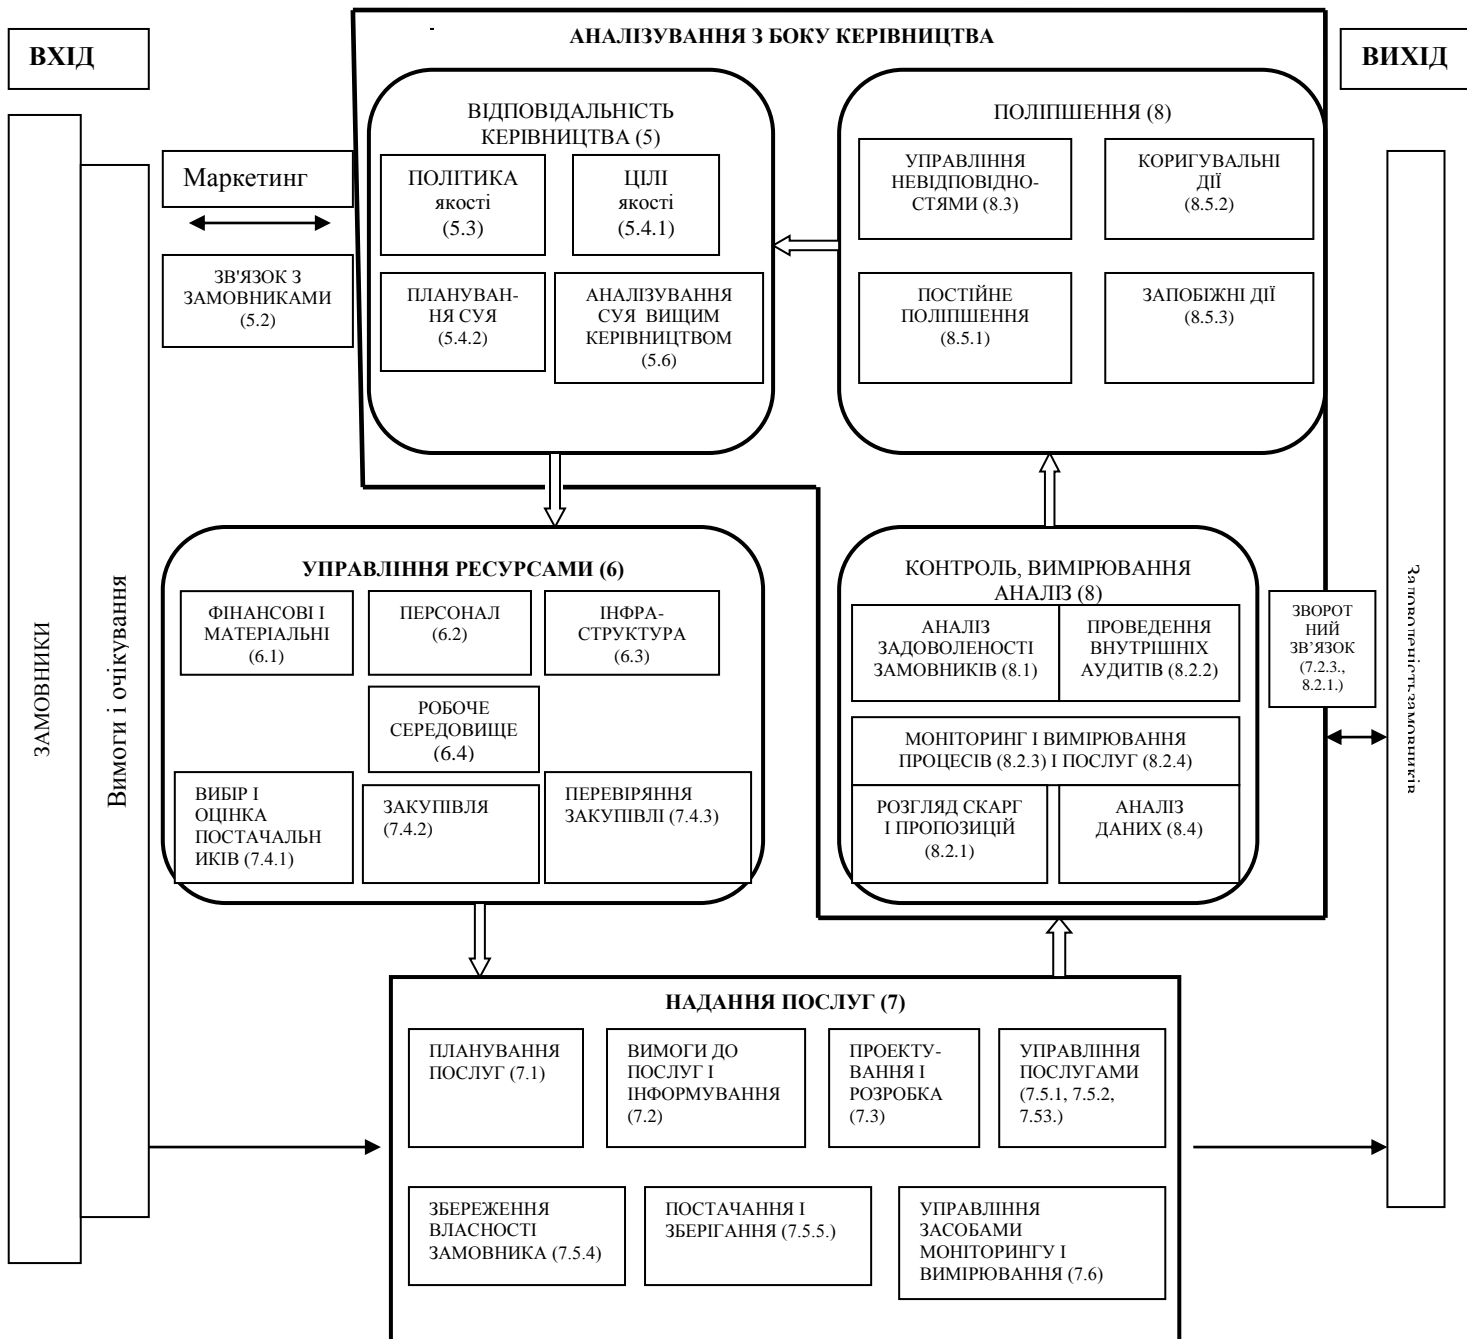 ВХІД
АНАЛІЗУВАННЯ З БОКУ КЕРІВНИЦТВА
ВИХІД
ЗАМОВНИКИ
Вимоги і очікування
Маркетинг
ЗВ'ЯЗОК З
ЗАМОВНИКАМИ
(5.2)
ВІДПОВІДАЛЬНІСТЬ
КЕРІВНИЦТВА (5)
ПОЛІТИКА
якості
(5.3)
ЦІЛІ
якості
(5.4.1)
ПЛАНУВАН-
НЯ СУЯ
(5.4.2)
АНАЛІЗУВАННЯ
СУЯ ВИЩИМ
КЕРІВНИЦТВОМ
(5.6)
ПОЛІПШЕННЯ (8)
УПРАВЛІННЯ
НЕВІДПОВІДНО-
СТЯМИ (8.3)
КОРИГУВАЛЬНІ
ДІЇ
(8.5.2)
ПОСТІЙНЕ
ПОЛІПШЕННЯ
(8.5.1)
ЗАПОБІЖНІ ДІЇ
(8.5.3)
УПРАВЛІННЯ РЕСУРСАМИ (6)
ФІНАНСОВІ І
МАТЕРІАЛЬНІ
(6.1)
ПЕРСОНАЛ
(6.2)
ІНФРА-
СТРУКТУРА
(6.3)
РОБОЧЕ
СЕРЕДОВИЩЕ
(6.4)
ВИБІР І
ОЦІНКА
ПОСТАЧАЛЬН
ИКІВ (7.4.1)
ЗАКУПІВЛЯ
(7.4.2)
ПЕРЕВІРЯННЯ
ЗАКУПІВЛІ (7.4.3)
КОНТРОЛЬ, ВИМІРЮВАННЯ
АНАЛІЗ (8)
АНАЛІЗ
ЗАДОВОЛЕНОСТІ
ЗАМОВНИКІВ (8.1)
ПРОВЕДЕННЯ
ВНУТРІШНІХ
АУДИТІВ (8.2.2)
МОНІТОРИНГ І ВИМІРЮВАННЯ
ПРОЦЕСІВ (8.2.3) І ПОСЛУГ (8.2.4)
РОЗГЛЯД СКАРГ
І ПРОПОЗИЦІЙ
(8.2.1)
АНАЛІЗ
ДАНИХ (8.4)
ЗВОРОТ
НИЙ
ЗВ’ЯЗОК
(7.2.3.,
8.2.1.)
Задоволеністьзамовників
НАДАННЯ ПОСЛУГ (7)
ПЛАНУВАННЯ
ПОСЛУГ (7.1)
ВИМОГИ ДО
ПОСЛУГ І
ІНФОРМУВАННЯ
(7.2)
ПРОЕКТУ-
ВАННЯ І
РОЗРОБКА
(7.3)
УПРАВЛІННЯ
ПОСЛУГАМИ
(7.5.1, 7.5.2,
7.53.)
ЗБЕРЕЖЕННЯ
ВЛАСНОСТІ
ЗАМОВНИКА (7.5.4)
ПОСТАЧАННЯ І
ЗБЕРІГАННЯ (7.5.5.)
УПРАВЛІННЯ
ЗАСОБАМИ
МОНІТОРИНГУ І
ВИМІРЮВАННЯ (7.6)